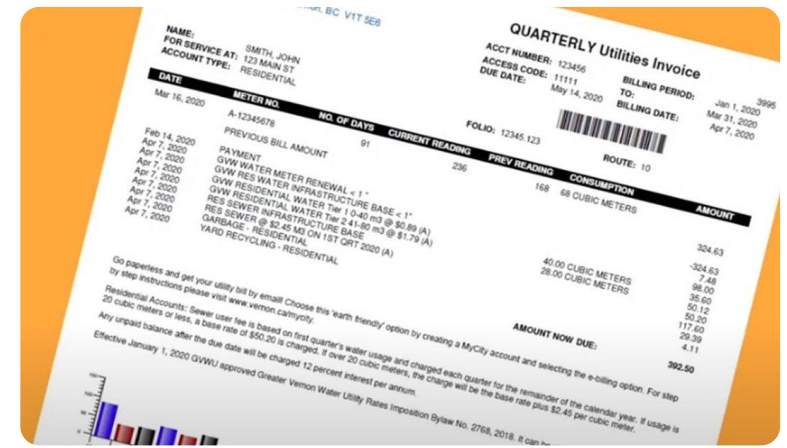 on, BC V1T 5E6
QUARTERLY Utilities Invoice
NAME: SMITH, JOHN
FOR SERVICE AT: 123 MAIN ST
ACCOUNT TYPE: RESIDENTIAL
ACCT NUMBER: 123456
ACCESS CODE: 11111
DUE DATE: May 14, 2020
3995
BILLING PERIOD: Jan 1, 2020
TO: Mar 31, 2020
BILLING DATE: Apr 7, 2020
FOLIO: 12345.123
ROUTE: 10
DATE METER NO. NO. OF DAYS CURRENT READING PREV READING CONSUMPTION AMOUNT
Mar 16, 2020 A-12345678 91 236 168 68 CUBIC METERS
PREVIOUS BILL AMOUNT 324.63
Feb 14, 2020 PAYMENT -324.63
Apr 7, 2020 GVW WATER METER RENEWAL < 1 " 7.48
Apr 7, 2020 GVW RES WATER INFRASTRUCTURE BASE < 1" 98.00
Apr 7, 2020 GVW RESIDENTIAL WATER Tier 1 0-40 m3 @ $0.89 (A) 40.00 CUBIC METERS 35.60
Apr 7, 2020 GVW RESIDENTIAL WATER Tier 2 41-80 m3 @ $1.79 (A) 28.00 CUBIC METERS 50.12
Apr 7, 2020 RES SEWER INFRASTRUCTURE BASE 50.20
Apr 7, 2020 RES SEWER @ $2.45 M3 ON 1ST QRT 2020 (A) 117.60
Apr 7, 2020 GARBAGE - RESIDENTIAL 29.39
Apr 7, 2020 YARD RECYCLING - RESIDENTIAL 4.11
AMOUNT NOW DUE: 392.50
Go paperless and get your utility bill by email! Choose this 'earth friendly' option by creating a MyCity account and selecting the e-billing option. For step
by step instructions please visit www.vernon.ca/mycity.
Residential Accounts: Sewer user fee is based on first quarter's water usage and charged each quarter for the remainder of the calendar year. If usage is
20 cubic meters or less, a base rate of $50.20 is charged. If over 20 cubic meters, the charge will be the base rate plus $2.45 per cubic meter.
Any unpaid balance after the due date will be charged 12 percent interest per annum.
Effective January 1, 2020 GVWU approved Greater Vernon Water Utility Rates Imposition Bylaw No. 2768, 2018. It can be